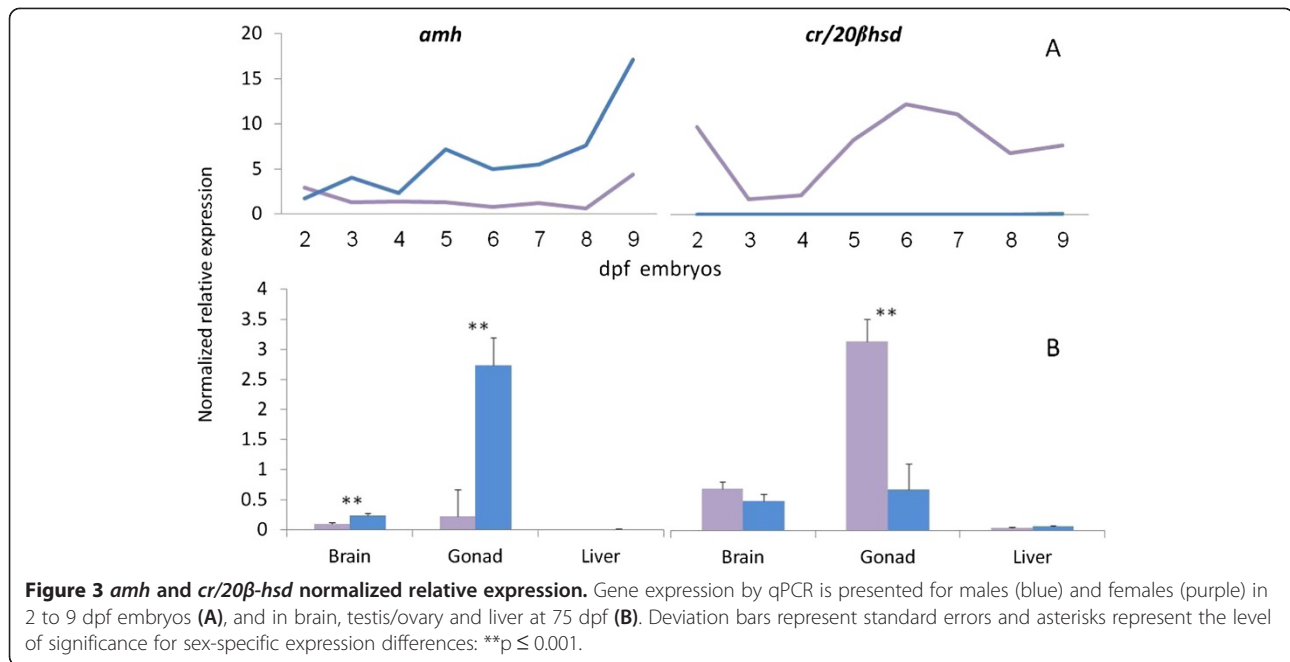 amh
cr/20βhsd
A
20
15
10
5
0
2 3 4 5 6 7 8 9
2 3 4 5 6 7 8 9
dpf embryos
Normalized relative expression
4
3.5
3
2.5
2
1.5
1
0.5
0
**
**
**
B
Brain Gonad Liver
Brain Gonad Liver
Figure 3 amh and cr/20β-hsd normalized relative expression. Gene expression by qPCR is presented for males (blue) and females (purple) in
2 to 9 dpf embryos (A), and in brain, testis/ovary and liver at 75 dpf (B). Deviation bars represent standard errors and asterisks represent the level
of significance for sex-specific expression differences: **p ≤ 0.001.